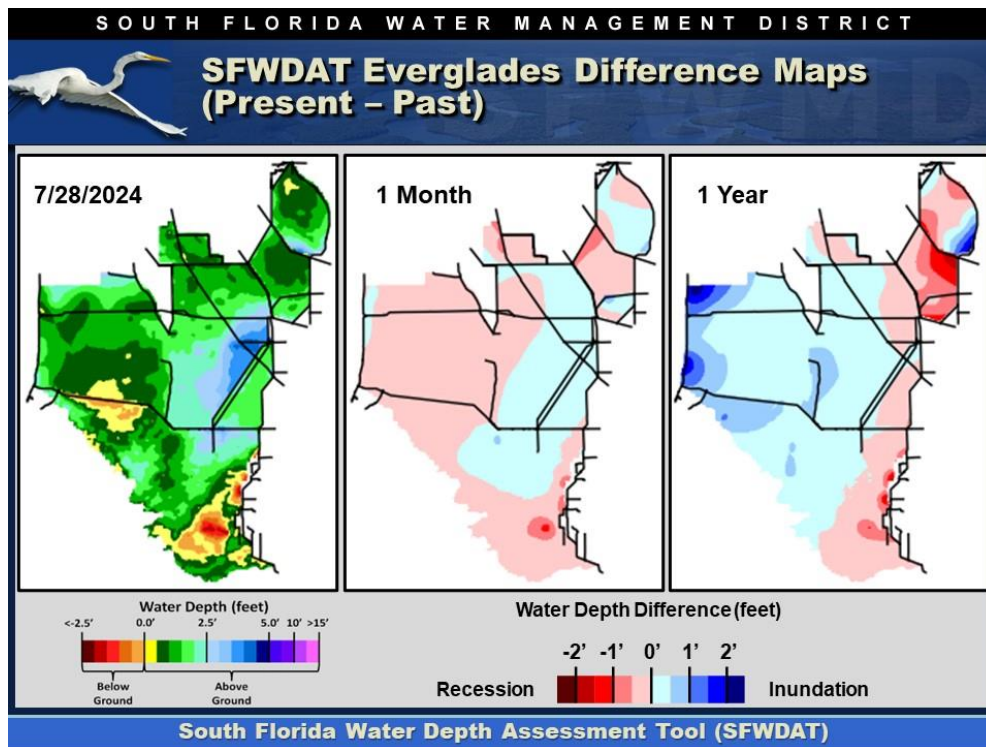 SOUTH FLORIDA WATER MANAGEMENT DISTRICT
SFWDAT Everglades Difference Maps
(Present – Past)
7/28/2024
1 Month
1 Year
Water Depth (feet)
<-2.5' 0.0' 2.5' 5.0' 10' >15'
Below
Ground
Above
Ground
Water Depth Difference (feet)
-2' -1' 0' 1' 2'
Recession
Inundation
South Florida Water Depth Assessment Tool (SFWDAT)